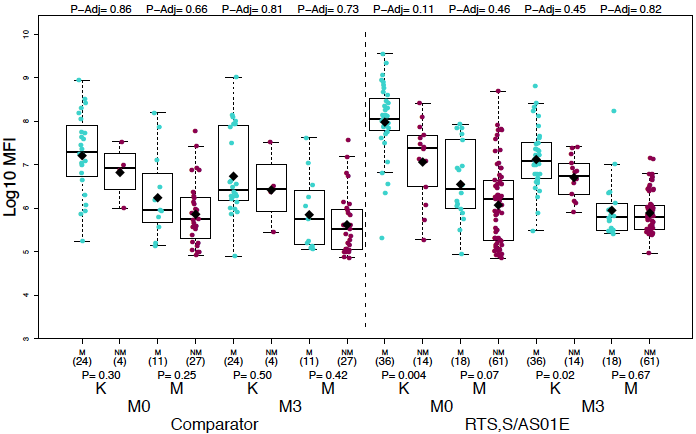 P−Adj= 0.86 P−Adj= 0.66 P−Adj= 0.81 P−Adj= 0.73 P−Adj= 0.11 P−Adj= 0.46 P−Adj= 0.45 P−Adj= 0.82
Log10 MFI
10
9
8
7
6
5
4
3
M NM M NM M NM M NM M NM M NM M NM M NM
(24) (4) (11) (27) (24) (4) (11) (27) (36) (14) (18) (61) (36) (14) (18) (61)
P= 0.30 P= 0.25 P= 0.50 P= 0.42 P= 0.004 P= 0.07 P= 0.02 P= 0.67
K M K M K M K M
M0 M3 M0 M3
Comparator RTS,S/AS01E